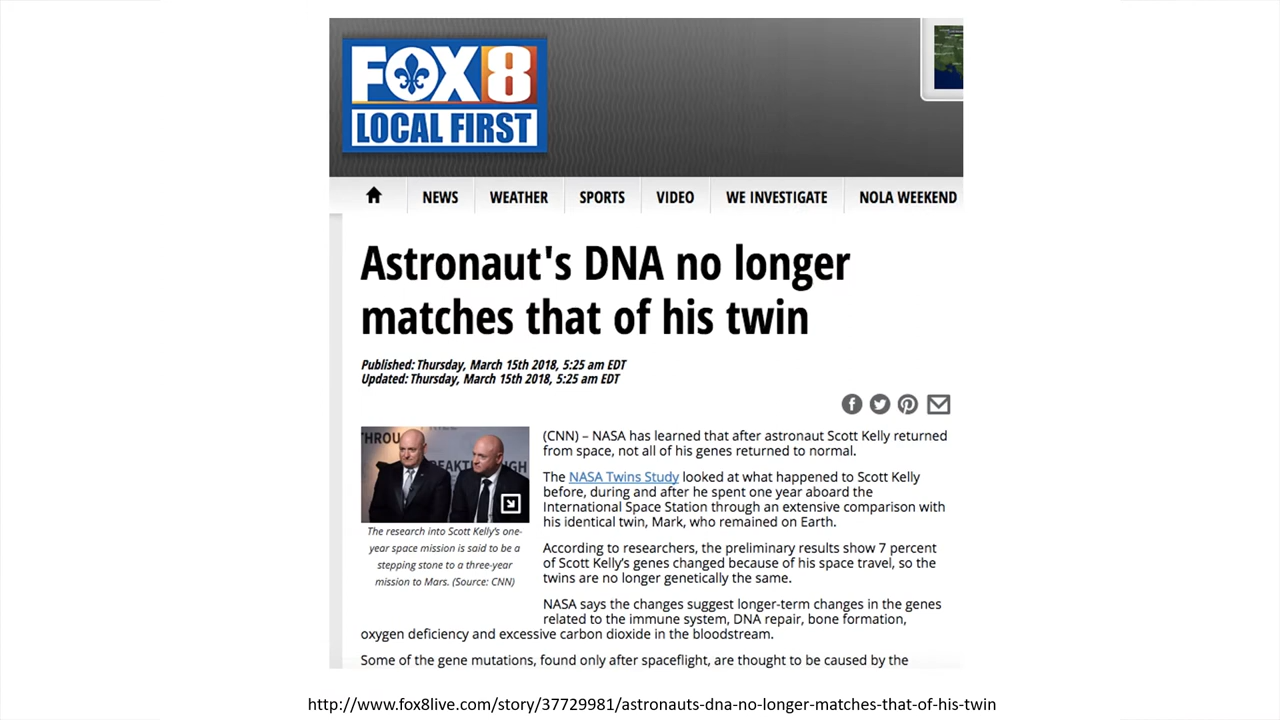 FOX 8
LOCAL FIRST
NEWS WEATHER SPORTS VIDEO WE INVESTIGATE NOLA WEEKEND
Astronaut's DNA no longer
matches that of his twin
Published: Thursday, March 15th 2018, 5:25 am EDT
Updated: Thursday, March 15th 2018, 5:25 am EDT
THROU
BREAKTHROUGH
The research into Scott Kelly's one-
year space mission is said to be a
stepping stone to a three-year
mission to Mars. (Source: CNN)
(CNN) – NASA has learned that after astronaut Scott Kelly returned
from space, not all of his genes returned to normal.
The NASA Twins Study looked at what happened to Scott Kelly
before, during and after he spent one year aboard the
International Space Station through an extensive comparison with
his identical twin, Mark, who remained on Earth.
According to researchers, the preliminary results show 7 percent
of Scott Kelly's genes changed because of his space travel, so the
twins are no longer genetically the same.
NASA says the changes suggest longer-term changes in the genes
related to the immune system, DNA repair, bone formation,
oxygen deficiency and excessive carbon dioxide in the bloodstream.
Some of the gene mutations, found only after spaceflight, are thought to be caused by the
http://www.fox8live.com/story/37729981/astronauts-dna-no-longer-matches-that-of-his-twin